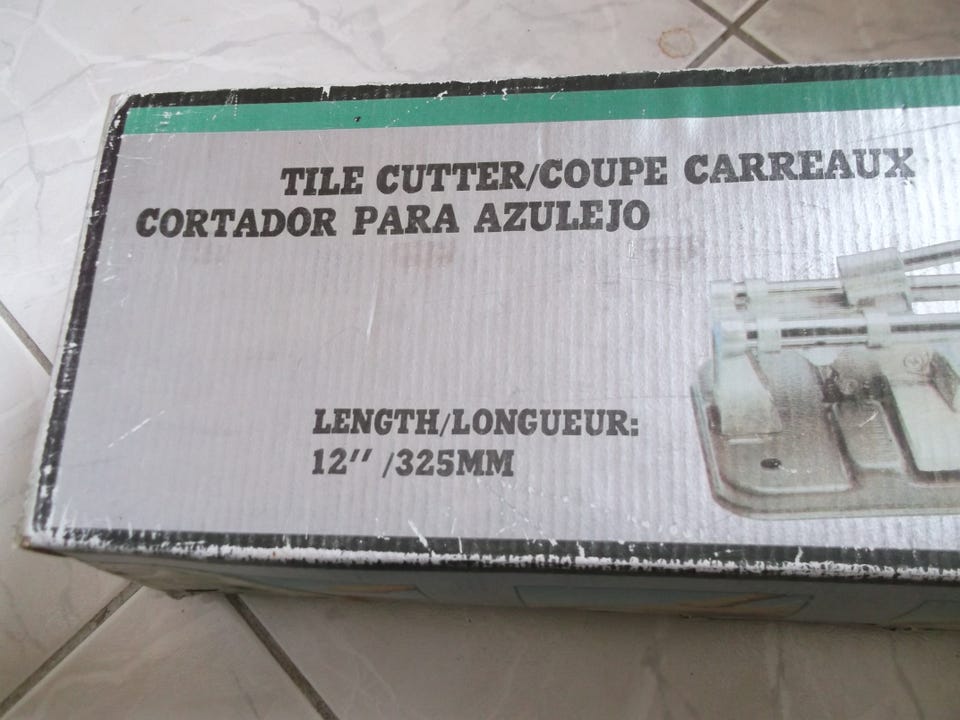 TILE CUTTER/COUPE CARREAUX
CORTADOR PARA AZULEJO
LENGTH/LONGUEUR:
12″ /325MM